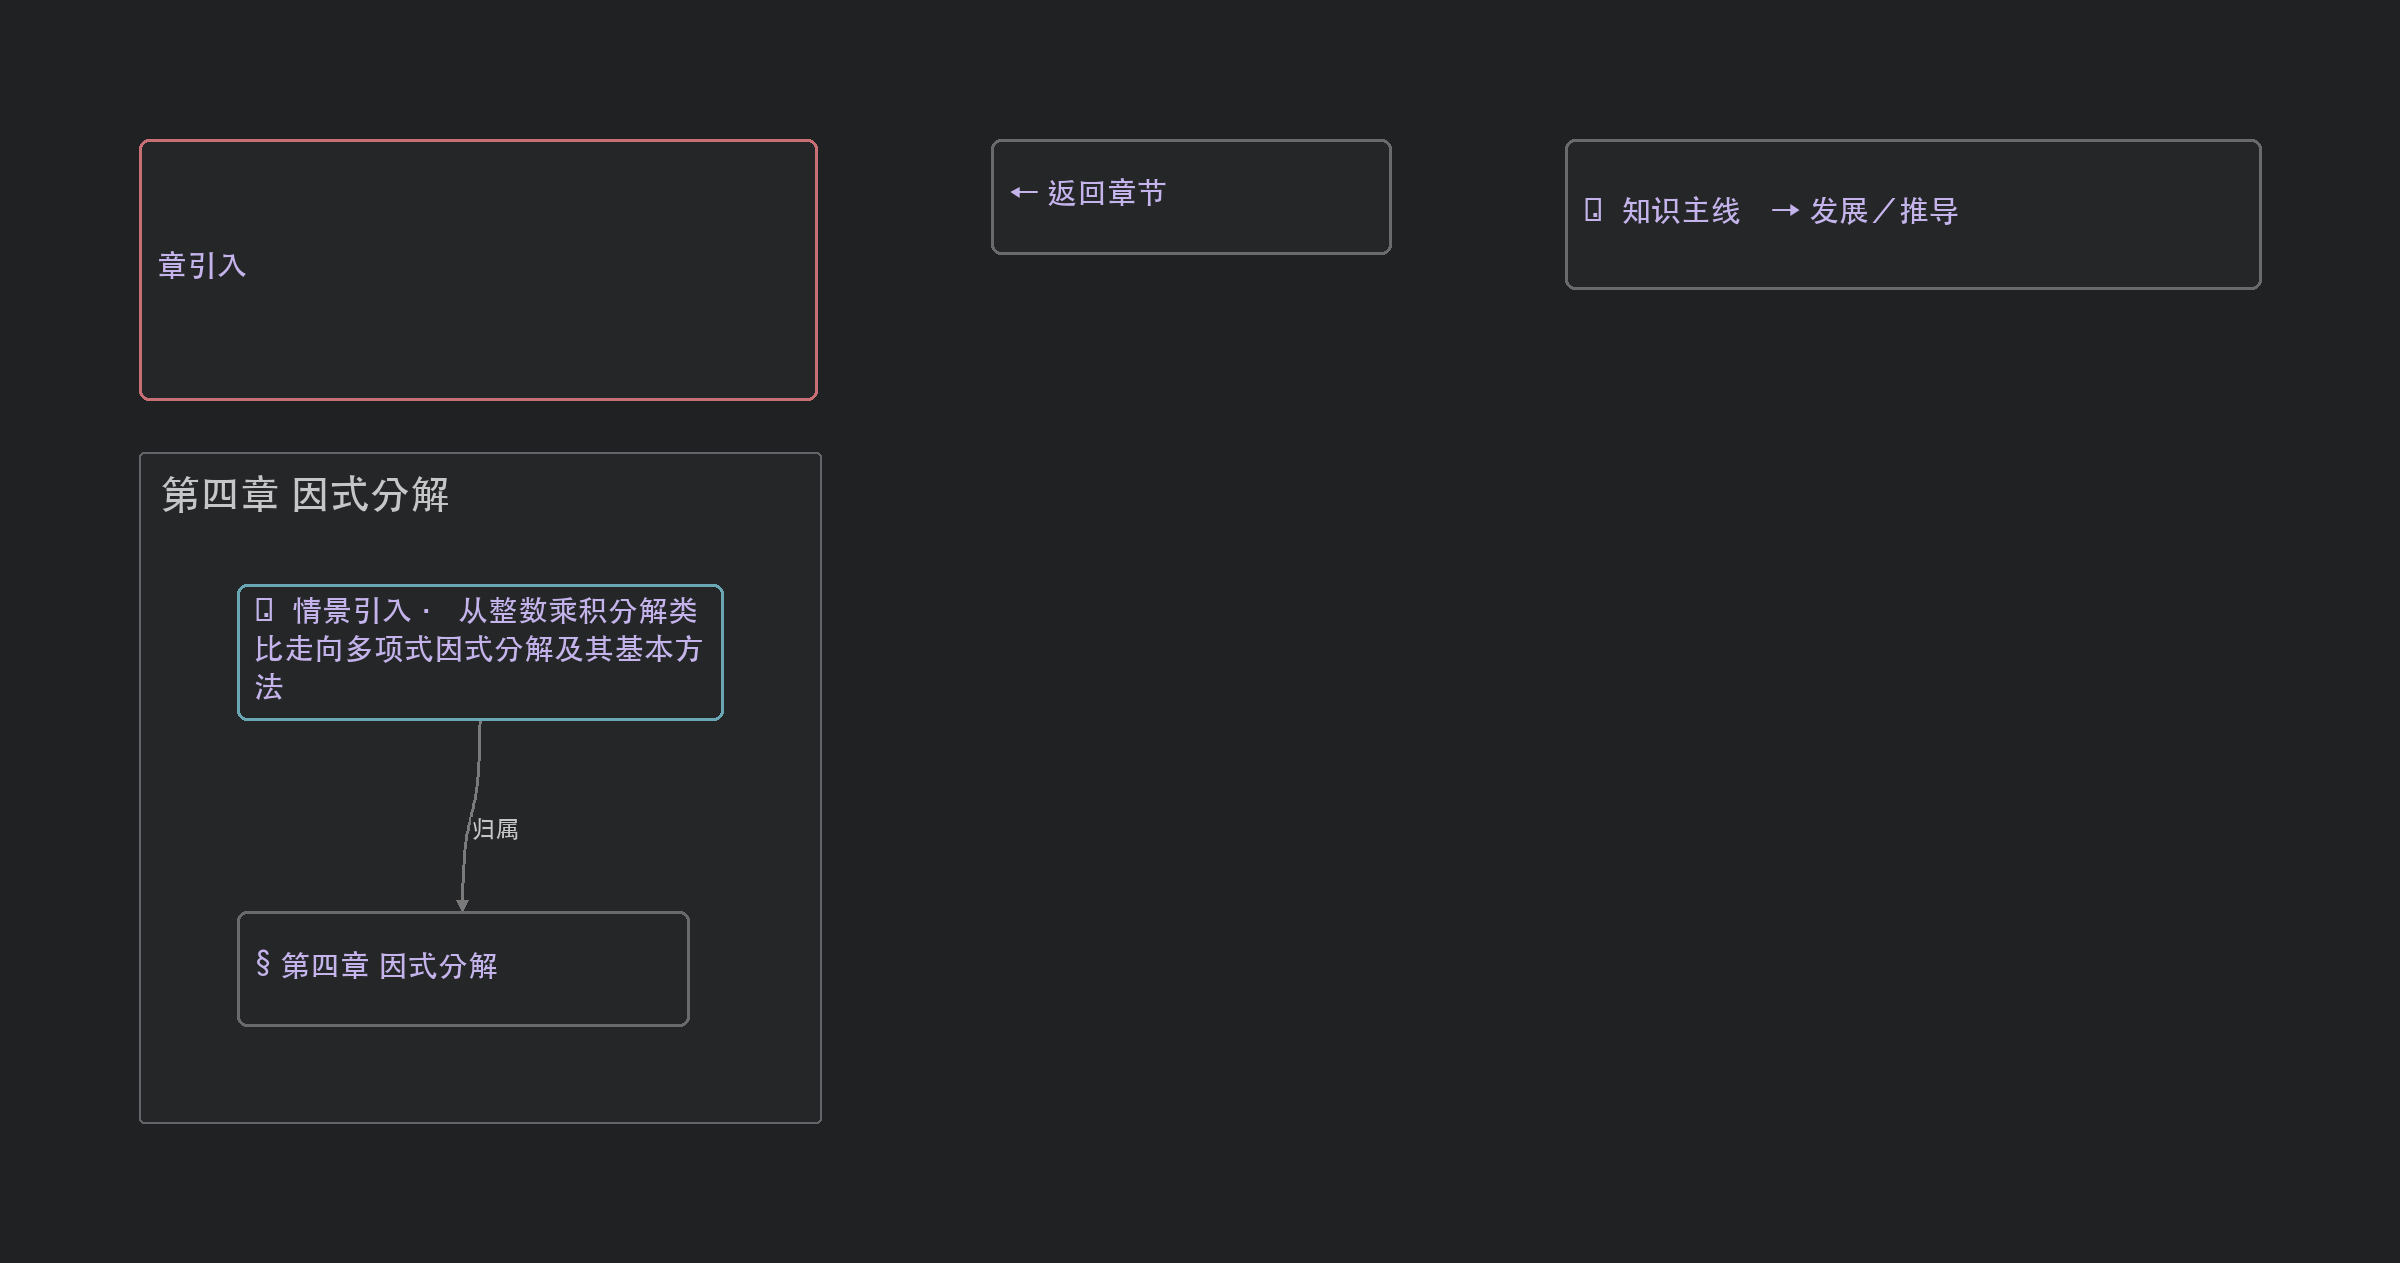 章引入
← 返回章节
知识主线 → 发展／推导
第四章 因式分解
情景引入· 从整数乘积分解类
比走向多项式因式分解及其基本方
法
归属
§ 第四章 因式分解